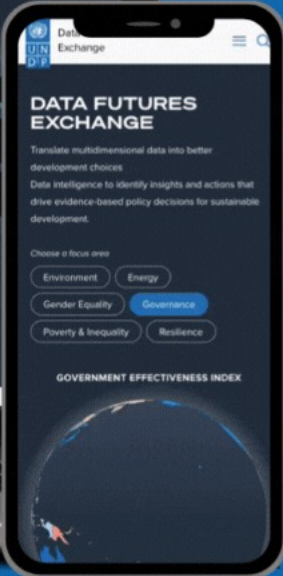 Data
Exchange
UN
DP
DATA FUTURES
EXCHANGE
Translate multidimensional data into better
development choices
Data intelligence to identify insights and actions that
drive evidence-based policy decisions for sustainable
development.
Choose a focus area
Environment
Energy
Gender Equality
Governance
Poverty & Inequality
Resilience
GOVERNMENT EFFECTIVENESS INDEX